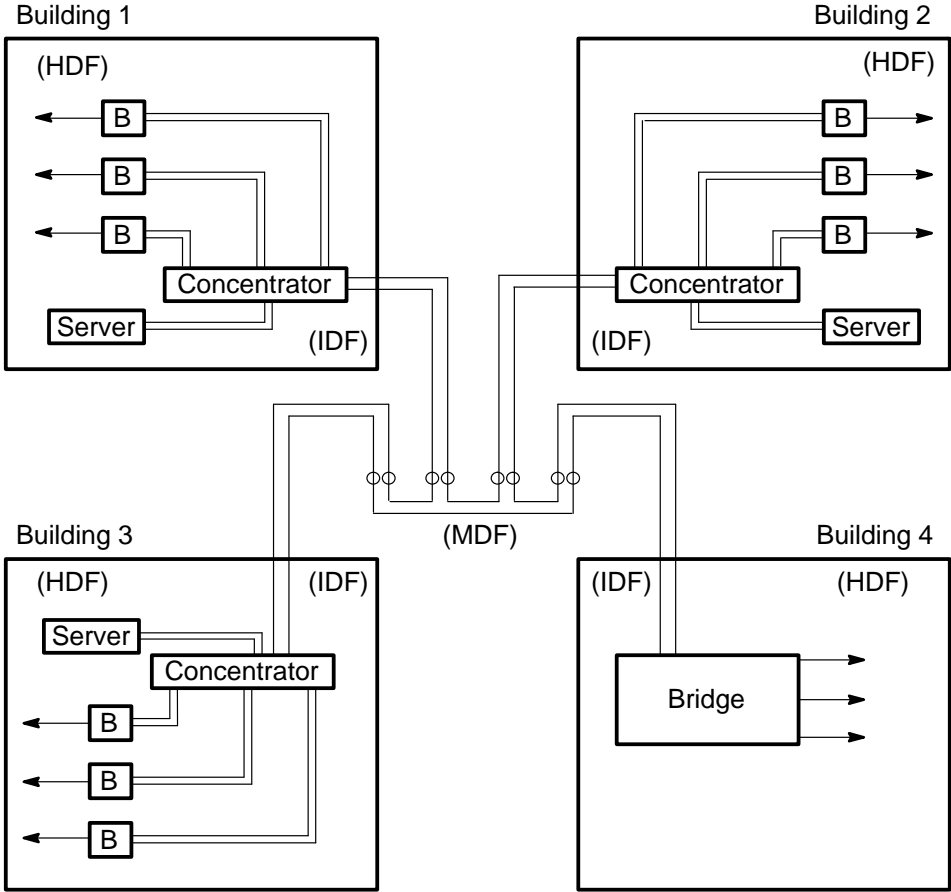 Building 1
(HDF)
B
B
B
Concentrator
Server
(IDF)
Building 2
(HDF)
B
B
B
Concentrator
(IDF)
Server
(MDF)
Building 3
(HDF)
(IDF)
Server
Concentrator
B
B
B
Building 4
(IDF)
(HDF)
Bridge